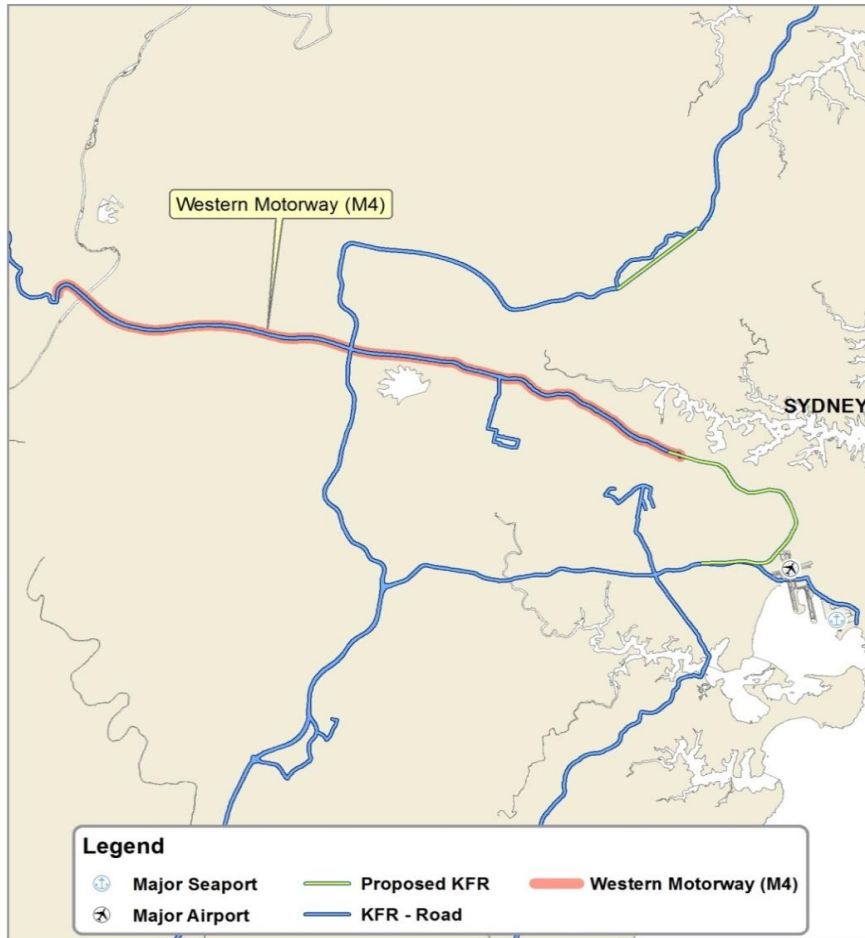 Western Motorway (M4)
SYDNEY
Legend
Major Seaport
Proposed KFR
Western Motorway (M4)
Major Airport
KFR - Road